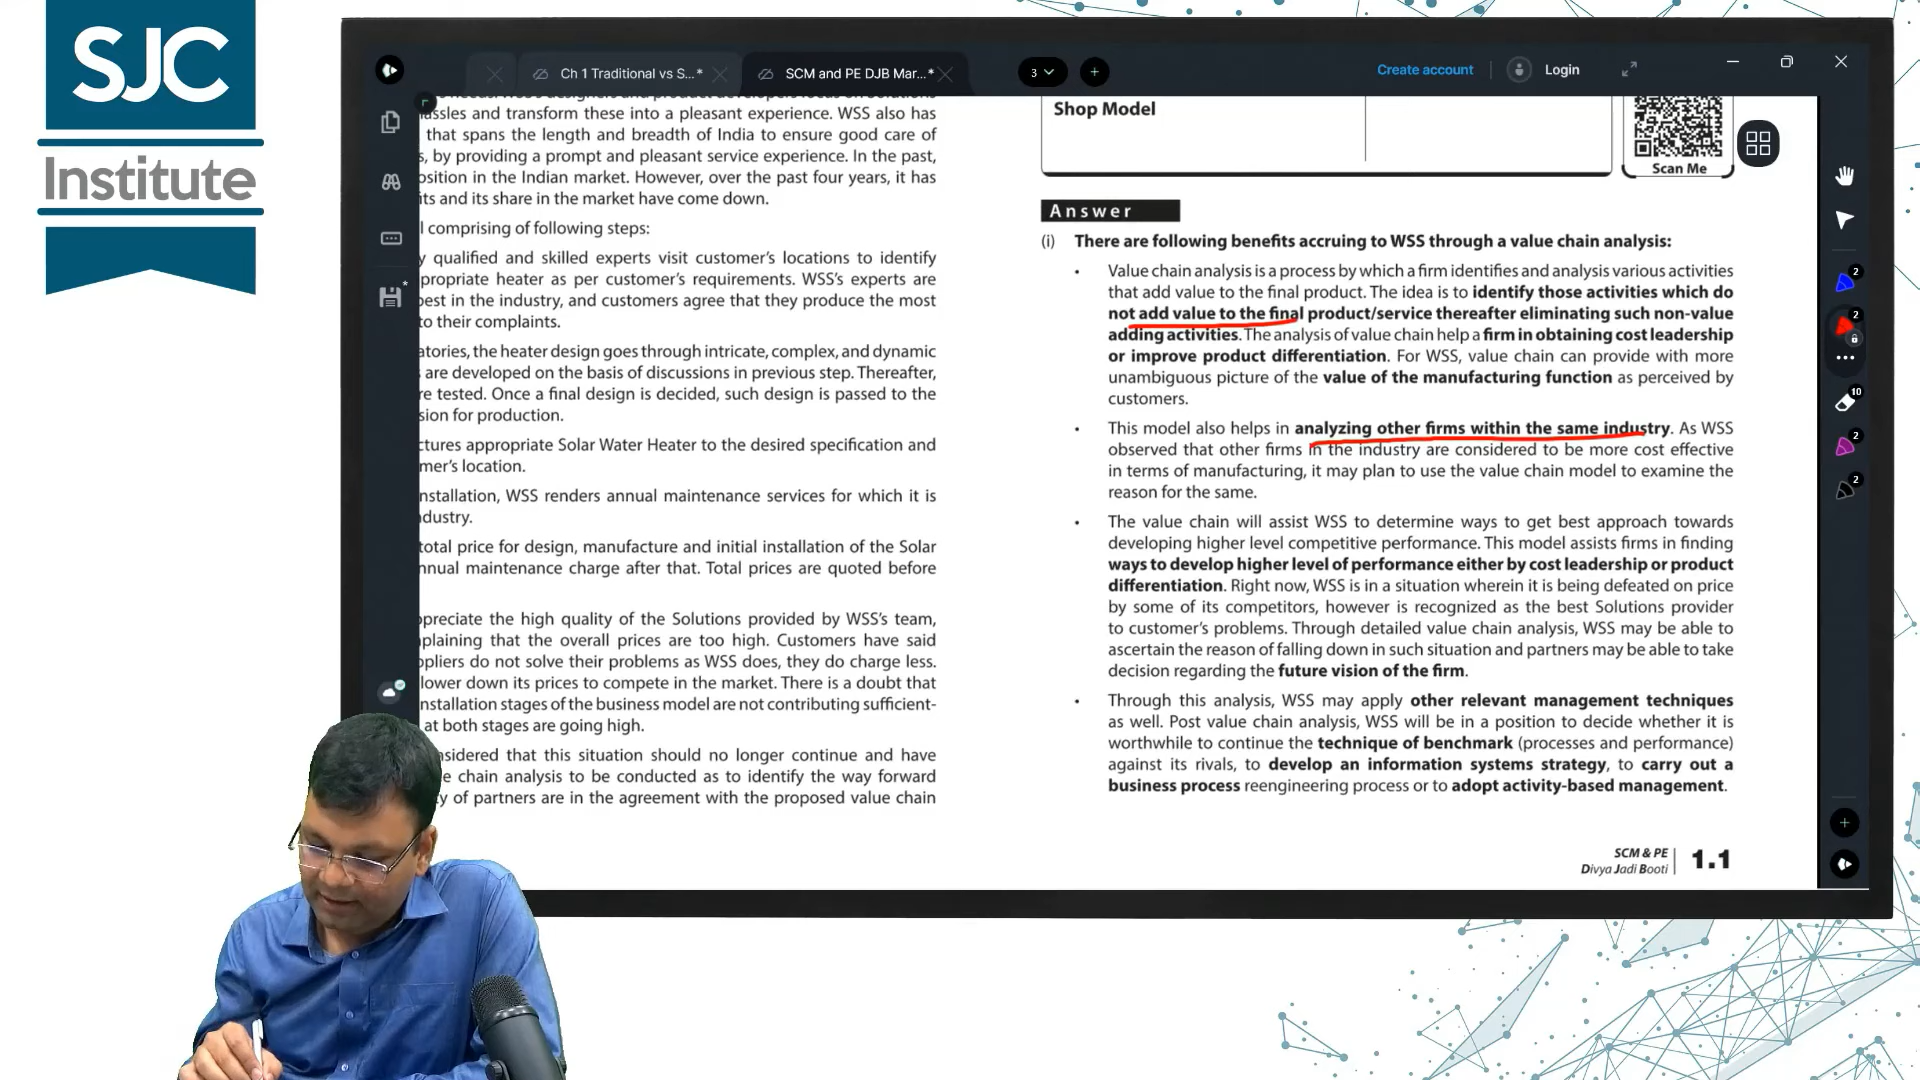 SJC
Institute
Ch 1 Traditional vs S...*
SCM and PE DJB Mar...*
3
Create account
Login
assles and transform these into a pleasant experience. WSS also has
that spans the length and breadth of India to ensure good care of
s, by providing a prompt and pleasant service experience. In the past,
osition in the Indian market. However, over the past four years, it has
its and its share in the market have come down.
l comprising of following steps:
y qualified and skilled experts visit customer's locations to identify
propriate heater as per customer's requirements. WSS's experts are
best in the industry, and customers agree that they produce the most
to their complaints.
atories, the heater design goes through intricate, complex, and dynamic
s are developed on the basis of discussions in previous step. Thereafter,
re tested. Once a final design is decided, such design is passed to the
sion for production.
ctures appropriate Solar Water Heater to the desired specification and
mer's location.
nstallation, WSS renders annual maintenance services for which it is
dustry.
total price for design, manufacture and initial installation of the Solar
nnual maintenance charge after that. Total prices are quoted before
ppreciate the high quality of the Solutions provided by WSS's team,
mplaining that the overall prices are too high. Customers have said
ppliers do not solve their problems as WSS does, they do charge less.
lower down its prices to compete in the market. There is a doubt that
nstallation stages of the business model are not contributing sufficient-
at both stages are going high.
nsidered that this situation should no longer continue and have
e chain analysis to be conducted as to identify the way forward
ty of partners are in the agreement with the proposed value chain
Shop Model
Scan Me
Answer
(i) There are following benefits accruing to WSS through a value chain analysis:
• Value chain analysis is a process by which a firm identifies and analysis various activities
that add value to the final product. The idea is to identify those activities which do
not add value to the final product/service thereafter eliminating such non-value
adding activities. The analysis of value chain help a firm in obtaining cost leadership
or improve product differentiation. For WSS, value chain can provide with more
unambiguous picture of the value of the manufacturing function as perceived by
customers.
• This model also helps in analyzing other firms within the same industry. As WSS
observed that other firms in the industry are considered to be more cost effective
in terms of manufacturing, it may plan to use the value chain model to examine the
reason for the same.
• The value chain will assist WSS to determine ways to get best approach towards
developing higher level competitive performance. This model assists firms in finding
ways to develop higher level of performance either by cost leadership or product
differentiation. Right now, WSS is in a situation wherein it is being defeated on price
by some of its competitors, however is recognized as the best Solutions provider
to customer's problems. Through detailed value chain analysis, WSS may be able to
ascertain the reason of falling down in such situation and partners may be able to take
decision regarding the future vision of the firm.
• Through this analysis, WSS may apply other relevant management techniques
as well. Post value chain analysis, WSS will be in a position to decide whether it is
worthwhile to continue the technique of benchmark (processes and performance)
against its rivals, to develop an information systems strategy, to carry out a
business process reengineering process or to adopt activity-based management.
SCM & PE
Divya Jadi Booti
1.1
2
2
10
2
2